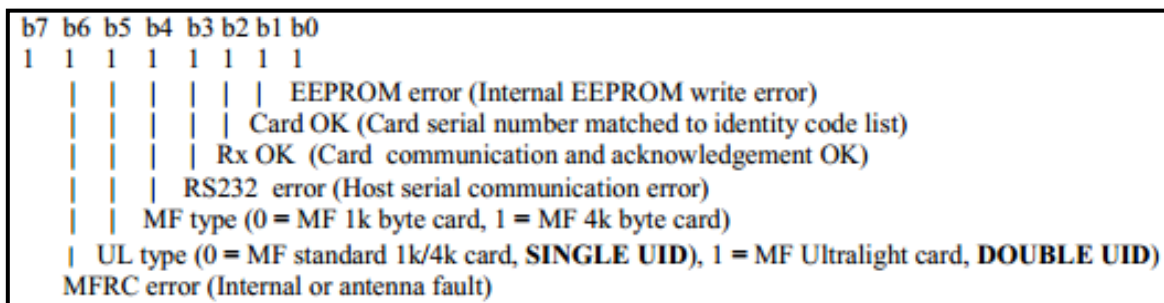 b7 b6 b5 b4 b3 b2 b1 b0
1 1 1 1 1 1 1 1
| | | | | | EEPROM error (Internal EEPROM write error)
| | | | | Card OK (Card serial number matched to identity code list)
| | | | Rx OK (Card communication and acknowledgement OK)
| | | RS232 error (Host serial communication error)
| | MF type (0 = MF 1k byte card, 1 = MF 4k byte card)
| UL type (0 = MF standard 1k/4k card, SINGLE UID), 1 = MF Ultralight card, DOUBLE UID)
MFRC error (Internal or antenna fault)